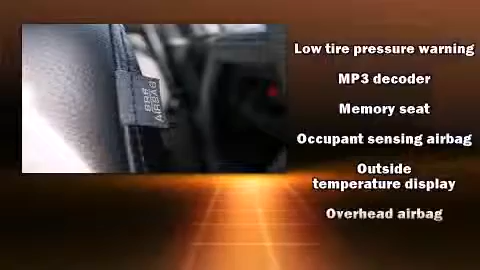 SRS
AIRBAG
Low tire pressure warning
MP3 decoder
Memory seat
Occupant sensing airbag
Outside
temperature display
Overhead airbag